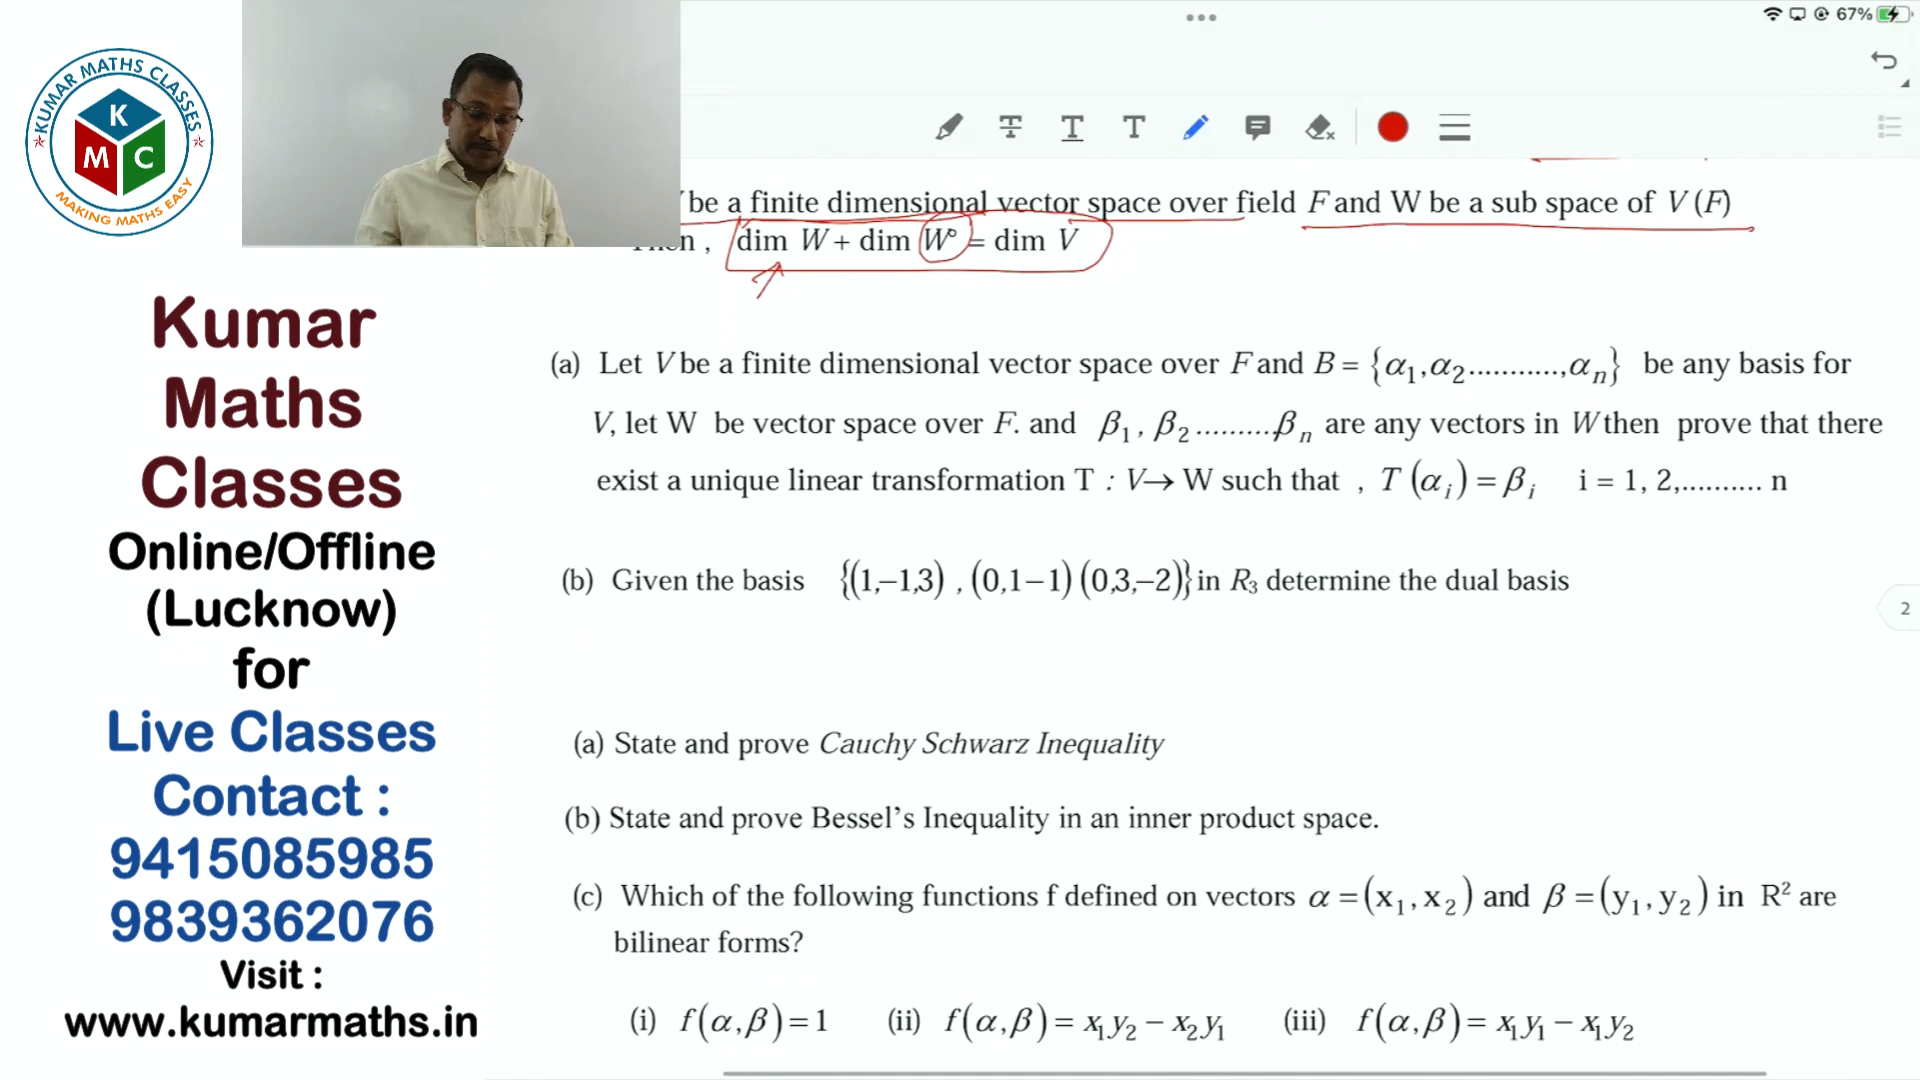 KUMAR MATHS CLASSES
K
M C
MAKING MATHS EASY
Kumar
Maths
Classes
Online/Offline
(Lucknow)
for
Live Classes
Contact :
9415085985
9839362076
Visit :
www.kumarmaths.in
67%
be a finite dimensional vector space over field F and W be a sub space of V (F)
, dim W + dim W° = dim V
(a) Let V be a finite dimensional vector space over F and B = {α₁,α₂...........,αₙ} be any basis for
V, let W be vector space over F. and β₁, β₂.........βₙ are any vectors in W then prove that there
exist a unique linear transformation T : V→ W such that , T (αᵢ) = βᵢ i = 1, 2,.......... n
(b) Given the basis {(1,−1,3) , (0,1−1) (0,3,−2)} in R₃ determine the dual basis
2
(a) State and prove Cauchy Schwarz Inequality
(b) State and prove Bessel’s Inequality in an inner product space.
(c) Which of the following functions f defined on vectors α = (x₁, x₂) and β = (y₁, y₂) in R² are
bilinear forms?
(i) f(α,β) = 1 (ii) f(α,β) = x₁y₂ − x₂y₁ (iii) f(α,β) = x₁y₁ − x₁y₂